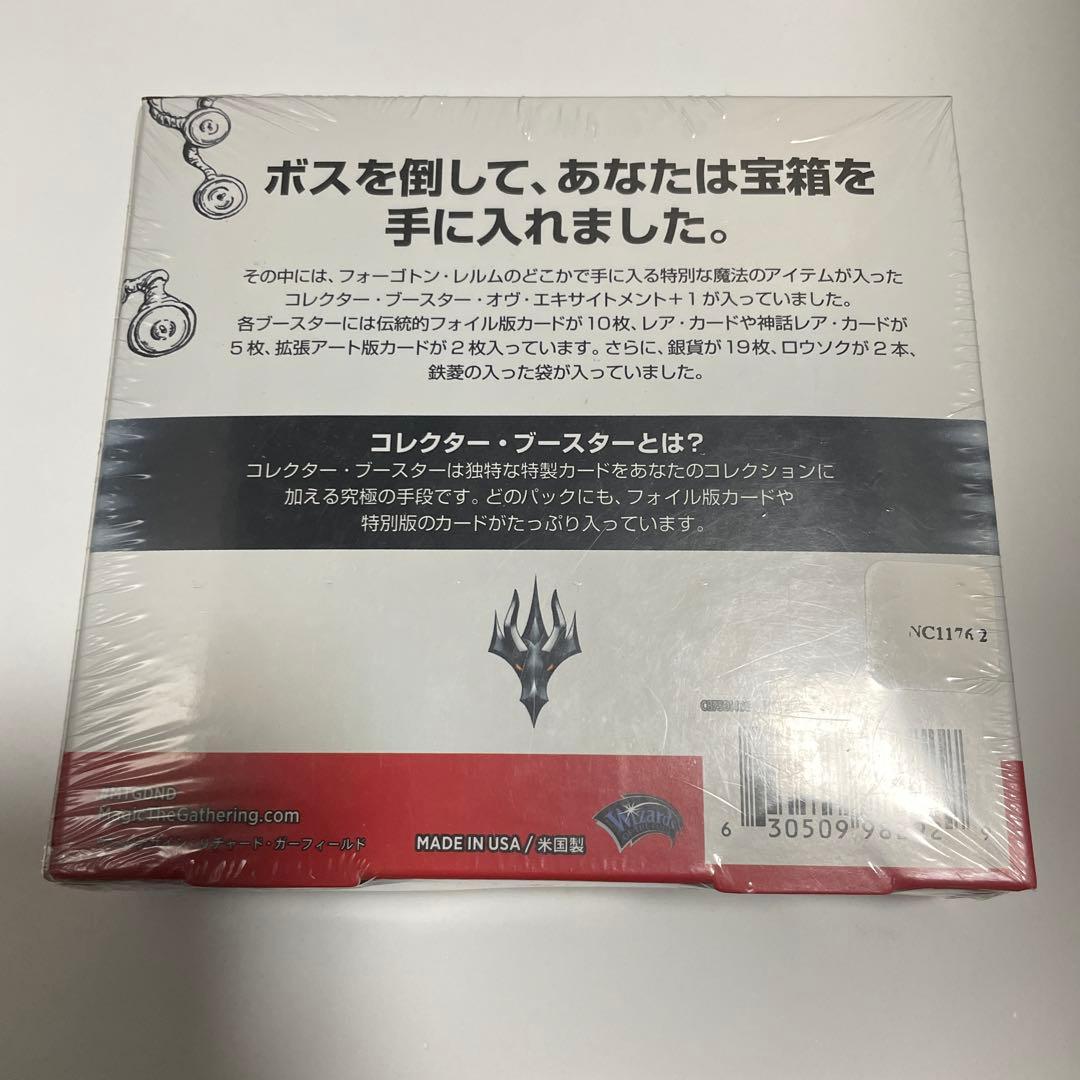 ボスを倒して、あなたは宝箱を
手に入れました。
その中には、フォーゴトン・レルムのどこかで手に入る特別な魔法のアイテムが入った
コレクター・ブースター・オヴ・エキサイトメント+1が入っていました。
各ブースターには伝統的フォイル版カードが10枚、レア・カードや神話レア・カードが
5枚、拡張アート版カードが2枚入っています。さらに、銀貨が19枚、ロウソクが2本、
鉄菱の入った袋が入っていました。
コレクター・ブースターとは?
コレクター・ブースターは独特な特製カードをあなたのコレクションに
加える究極の手段です。どのパックにも、フォイル版カードや
特別版のカードがたっぷり入っています。
NC11762
#MTGDND
MagicTheGathering.com
リチャード・ガーフィールド
MADE IN USA / 米国製
Wizards
6 30509